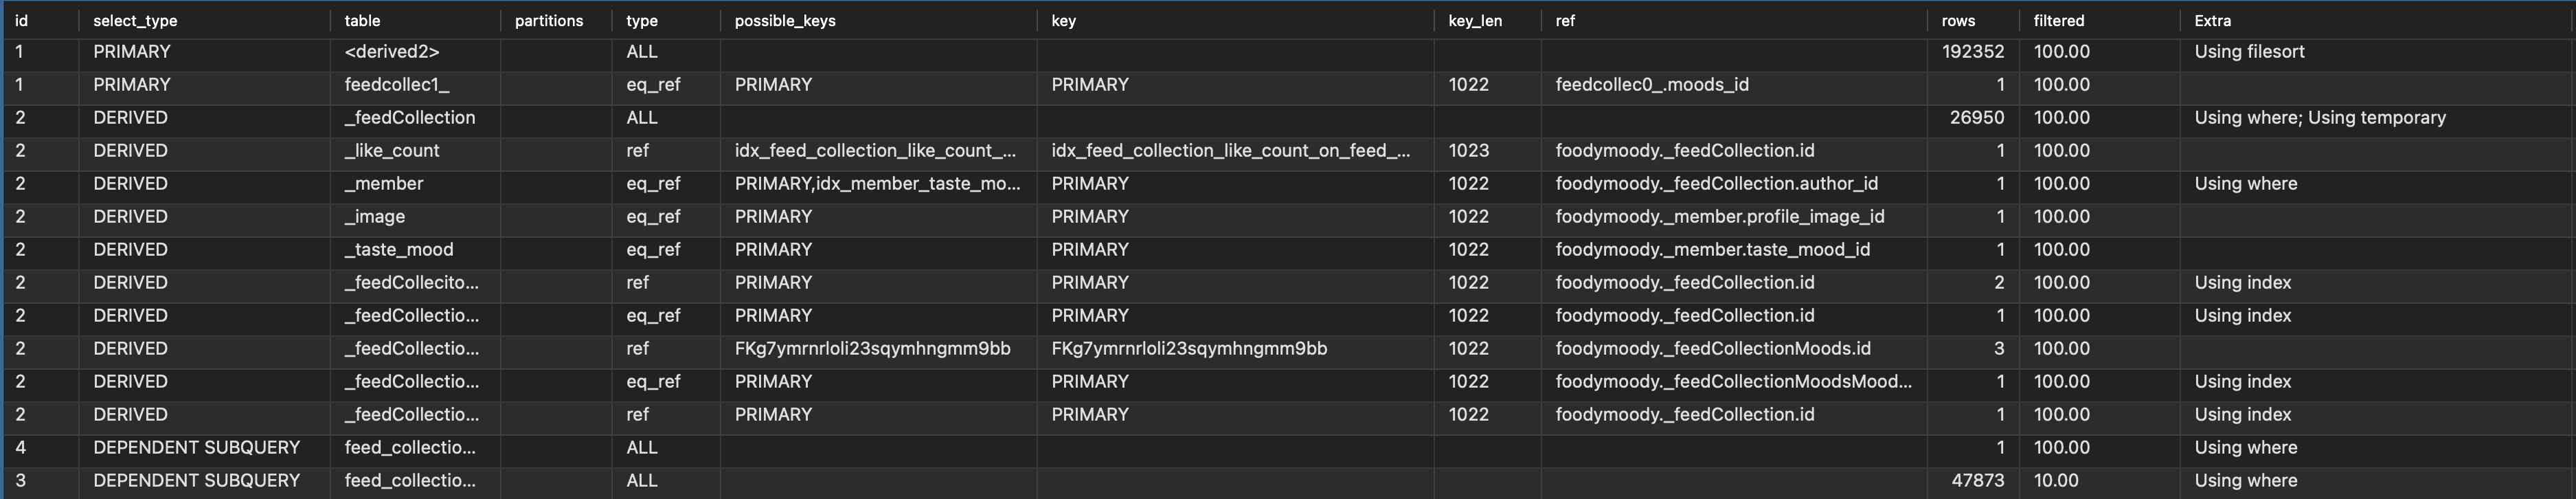 id select_type table partitions type possible_keys key key_len ref rows filtered Extra
1 PRIMARY <derived2> ALL 192352 100.00 Using filesort
1 PRIMARY feedcollec1_ eq_ref PRIMARY PRIMARY 1022 feedcollec0_.moods_id 1 100.00
2 DERIVED _feedCollection ALL 26950 100.00 Using where; Using temporary
2 DERIVED _like_count ref idx_feed_collection_like_count_... idx_feed_collection_like_count_on_feed_... 1023 foodymoody._feedCollection.id 1 100.00
2 DERIVED _member eq_ref PRIMARY,idx_member_taste_mo... PRIMARY 1022 foodymoody._feedCollection.author_id 1 100.00 Using where
2 DERIVED _image eq_ref PRIMARY PRIMARY 1022 foodymoody._member.profile_image_id 1 100.00
2 DERIVED _taste_mood eq_ref PRIMARY PRIMARY 1022 foodymoody._member.taste_mood_id 1 100.00
2 DERIVED _feedCollecito... ref PRIMARY PRIMARY 1022 foodymoody._feedCollection.id 2 100.00 Using index
2 DERIVED _feedCollectio... eq_ref PRIMARY PRIMARY 1022 foodymoody._feedCollection.id 1 100.00 Using index
2 DERIVED _feedCollectio... ref FKg7ymrnrloli23sqymhngmm9bb FKg7ymrnrloli23sqymhngmm9bb 1022 foodymoody._feedCollectionMoods.id 3 100.00
2 DERIVED _feedCollectio... eq_ref PRIMARY PRIMARY 1022 foodymoody._feedCollectionMoodsMood... 1 100.00 Using index
2 DERIVED _feedCollectio... ref PRIMARY PRIMARY 1022 foodymoody._feedCollection.id 1 100.00 Using index
4 DEPENDENT SUBQUERY feed_collectio... ALL 1 100.00 Using where
3 DEPENDENT SUBQUERY feed_collectio... ALL 47873 10.00 Using where